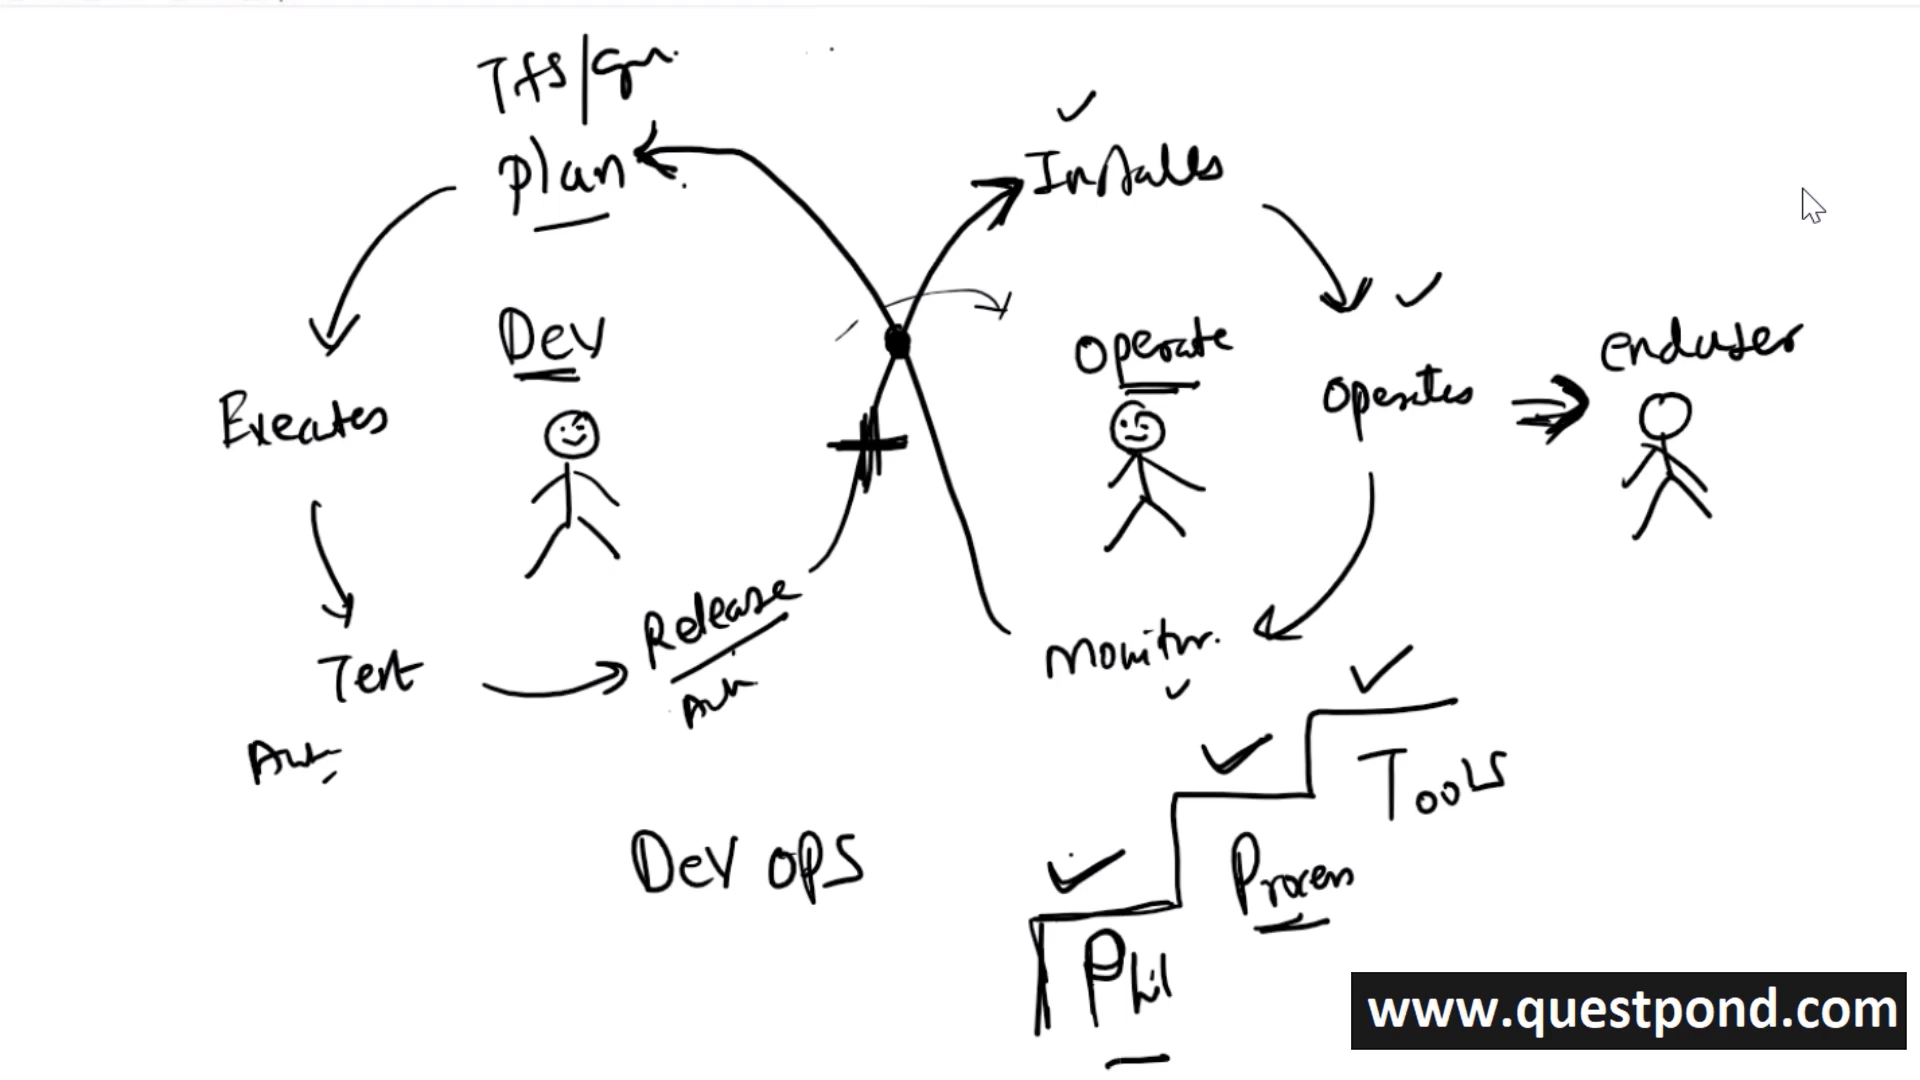 Tfs/
Plan
Installs
Dev
Operate
enduser
Executes
Operates
Release
Test
Monitor.
Tools
Dev OPS
Process
Phil
www.questpond.com